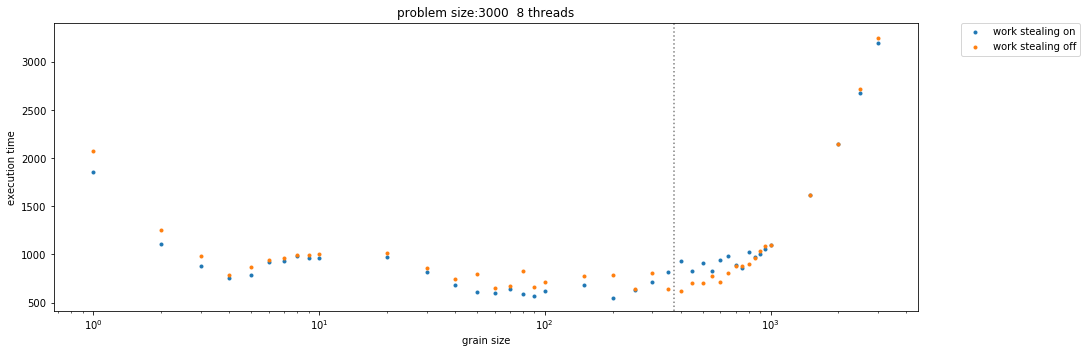 problem size:3000  8 threads
work stealing on
work stealing off
execution time
3000
2500
2000
1500
1000
500
10⁰
10¹
10²
10³
grain size